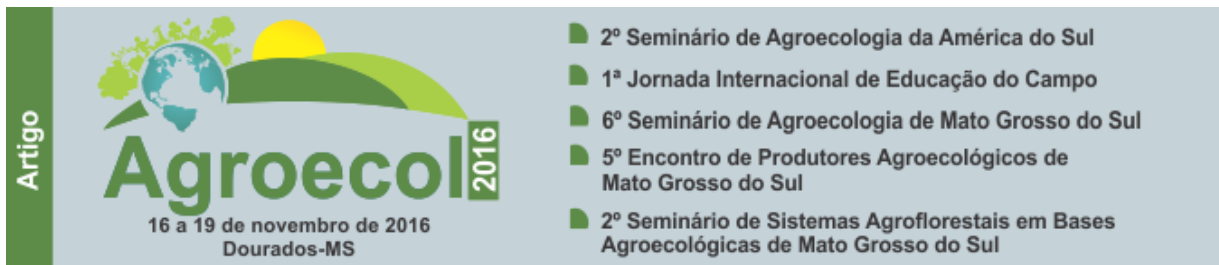 Artigo
Agroecol
2016
16 a 19 de novembro de 2016
Dourados-MS
2º Seminário de Agroecologia da América do Sul
1ª Jornada Internacional de Educação do Campo
6º Seminário de Agroecologia de Mato Grosso do Sul
5º Encontro de Produtores Agroecológicos de
Mato Grosso do Sul
2º Seminário de Sistemas Agroflorestais em Bases
Agroecológicas de Mato Grosso do Sul